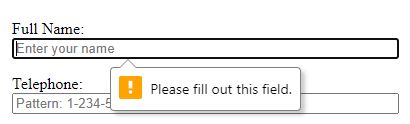 Full Name:
Enter your name
! Please fill out this field.
Telephone:
Pattern: 1-234-5